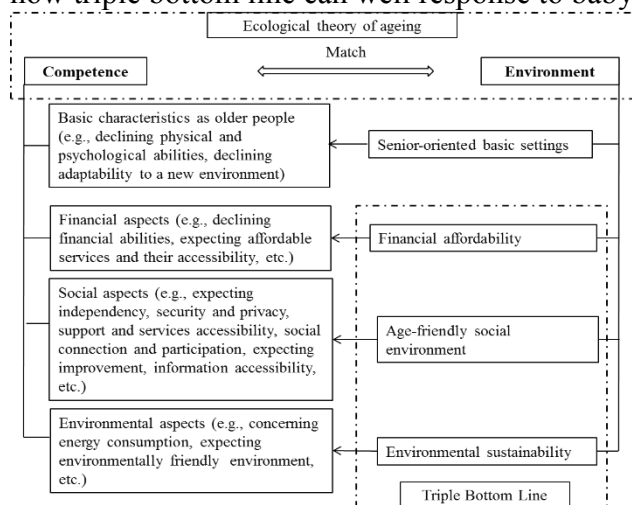 how triple bottom line can well response to baby
Ecological theory of ageing
Match
Competence
Environment
Basic characteristics as older people
(e.g., declining physical and
psychological abilities, declining
adaptability to a new environment)
Senior-oriented basic settings
Financial aspects (e.g., declining
financial abilities, expecting affordable
services and their accessibility, etc.)
Financial affordability
Social aspects (e.g., expecting
independency, security and privacy,
support and services accessibility, social
connection and participation, expecting
improvement, information accessibility,
etc.)
Age-friendly social
environment
Environmental aspects (e.g., concerning
energy consumption, expecting
environmentally friendly environment,
etc.)
Environmental sustainability
Triple Bottom Line